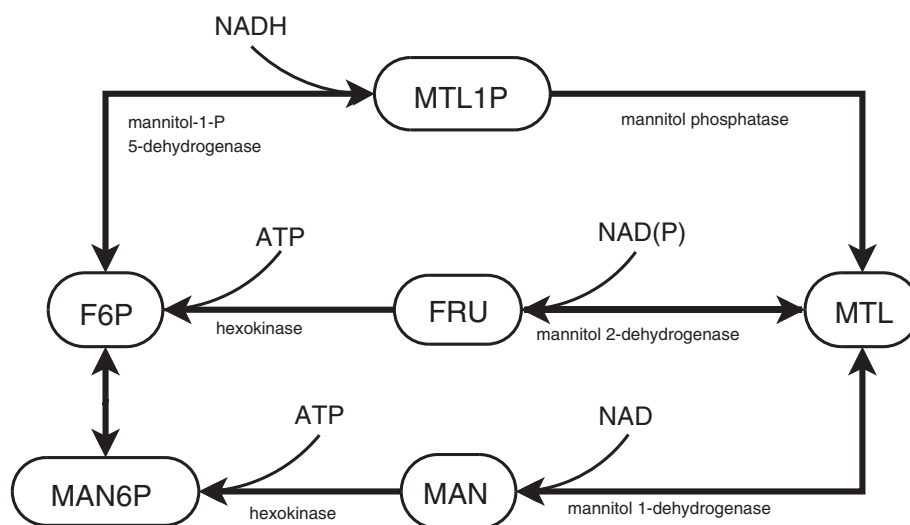 NADH
MTL1P
mannitol-1-P
5-dehydrogenase
mannitol phosphatase
ATP
NAD(P)
F6P
FRU
MTL
hexokinase
mannitol 2-dehydrogenase
ATP
NAD
MAN6P
MAN
hexokinase
mannitol 1-dehydrogenase